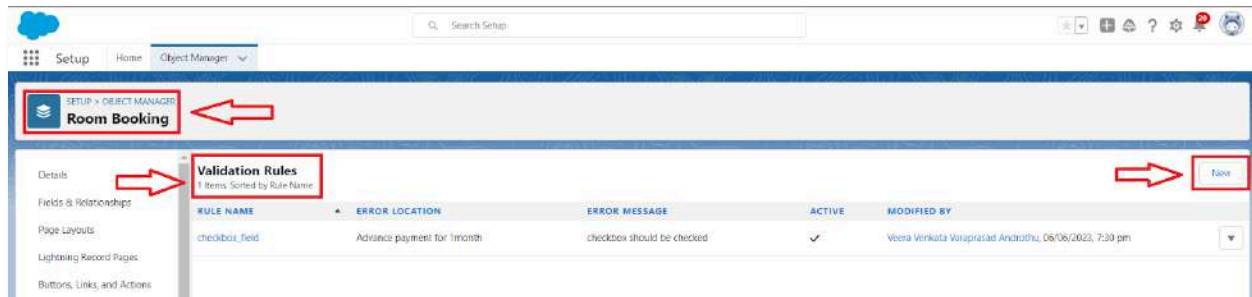 Search Setup
20
Setup Home Object Manager
SETUP > OBJECT MANAGER
Room Booking
Details
Fields & Relationships
Page Layouts
Lightning Record Pages
Buttons, Links, and Actions
Validation Rules
1 Items, Sorted by Rule Name
New
RULE NAME ERROR LOCATION ERROR MESSAGE ACTIVE MODIFIED BY
checkbox_field Advance payment for 1month checkbox should be checked Veera Venkata Varaprasad Androthu, 06/06/2023, 7:30 pm